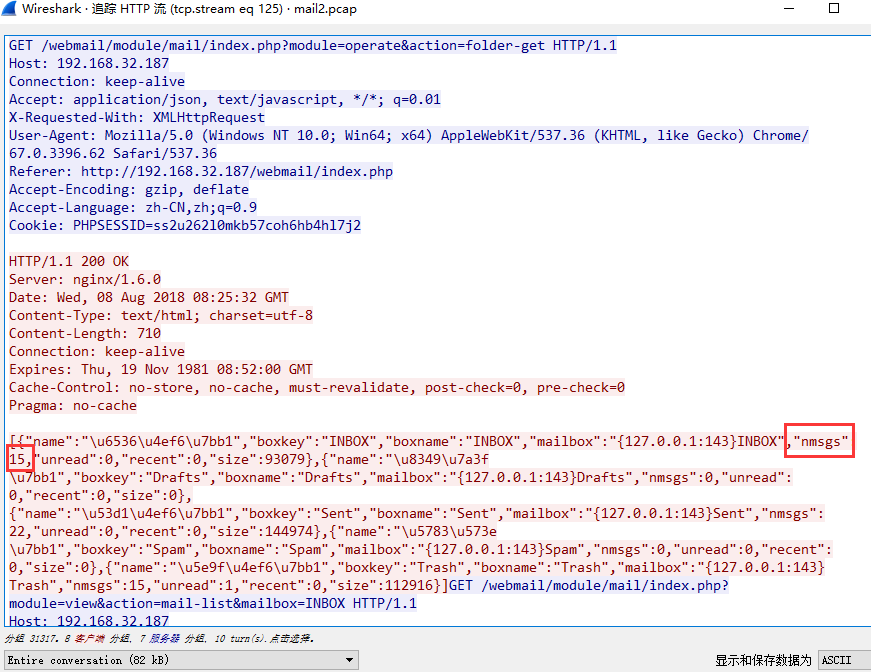 Wireshark · 追踪 HTTP 流 (tcp.stream eq 125) · mail2.pcap
GET /webmail/module/mail/index.php?module=operate&action=folder-get HTTP/1.1
Host: 192.168.32.187
Connection: keep-alive
Accept: application/json, text/javascript, */*; q=0.01
X-Requested-With: XMLHttpRequest
User-Agent: Mozilla/5.0 (Windows NT 10.0; Win64; x64) AppleWebKit/537.36 (KHTML, like Gecko) Chrome/
67.0.3396.62 Safari/537.36
Referer: http://192.168.32.187/webmail/index.php
Accept-Encoding: gzip, deflate
Accept-Language: zh-CN,zh;q=0.9
Cookie: PHPSESSID=ss2u262l0mkb57coh6hb4hl7j2
HTTP/1.1 200 OK
Server: nginx/1.6.0
Date: Wed, 08 Aug 2018 08:25:32 GMT
Content-Type: text/html; charset=utf-8
Content-Length: 710
Connection: keep-alive
Expires: Thu, 19 Nov 1981 08:52:00 GMT
Cache-Control: no-store, no-cache, must-revalidate, post-check=0, pre-check=0
Pragma: no-cache
[{"name":"\u6536\u4ef6\u7bb1","boxkey":"INBOX","boxname":"INBOX","mailbox":"{127.0.0.1:143}INBOX","nmsgs"
15,"unread":0,"recent":0,"size":93079},{"name":"\u8349\u7a3f
\u7bb1","boxkey":"Drafts","boxname":"Drafts","mailbox":"{127.0.0.1:143}Drafts","nmsgs":0,"unread":
0,"recent":0,"size":0},
{"name":"\u53d1\u4ef6\u7bb1","boxkey":"Sent","boxname":"Sent","mailbox":"{127.0.0.1:143}Sent","nmsgs":
22,"unread":0,"recent":0,"size":144974},{"name":"\u5783\u573e
\u7bb1","boxkey":"Spam","boxname":"Spam","mailbox":"{127.0.0.1:143}Spam","nmsgs":0,"unread":0,"recent":
0,"size":0},{"name":"\u5e9f\u4ef6\u7bb1","boxkey":"Trash","boxname":"Trash","mailbox":"{127.0.0.1:143}
Trash","nmsgs":15,"unread":1,"recent":0,"size":112916}]GET /webmail/module/mail/index.php?
module=view&action=mail-list&mailbox=INBOX HTTP/1.1
Host: 192.168.32.187
分组 31317。8 客户端 分组, 7 服务器 分组, 10 turn(s).点击选择。
Entire conversation (82 kB)
显示和保存数据为 ASCII